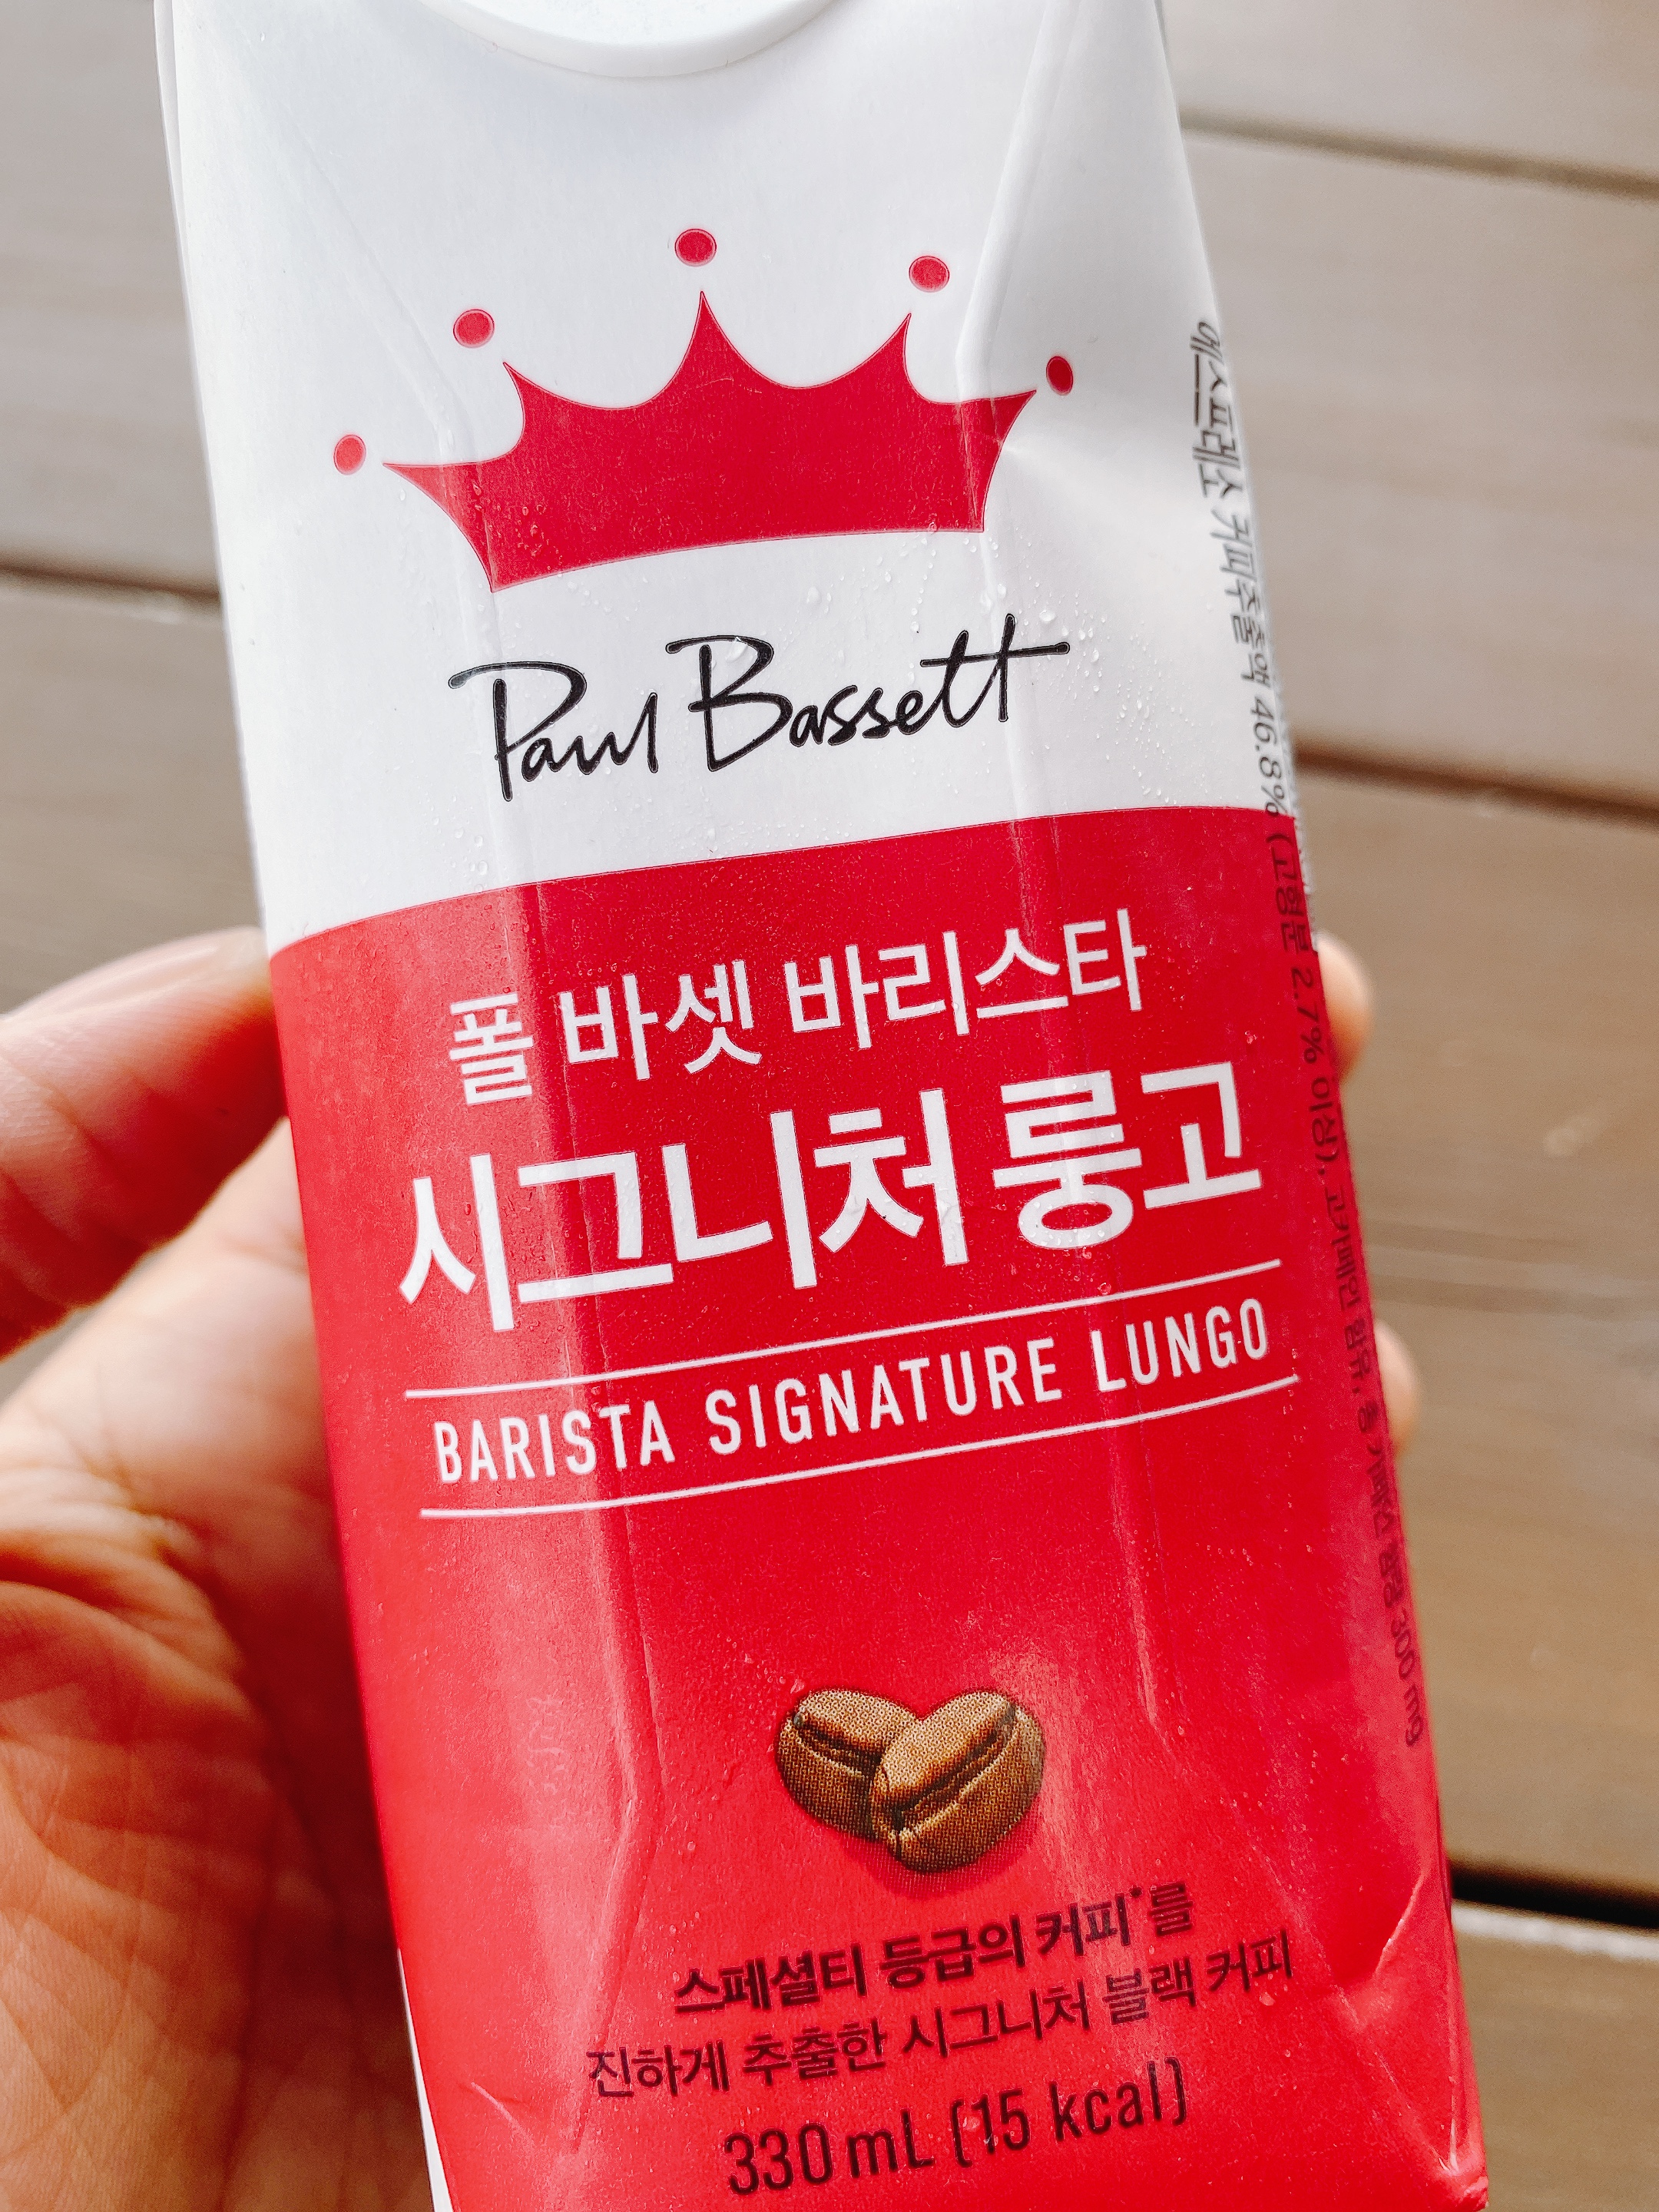 Paul Bassett
폴 바셋 바리스타
시그니처 룽고
BARISTA SIGNATURE LUNGO
스페셜티 등급의 커피*를
진하게 추출한 시그니처 블랙 커피
330 mL (15 kcal)
에스프레소 커피추출액 46.8% (고형분 2.7% 이상), 고카페인 함유, 총 카페인 함량 300 mg